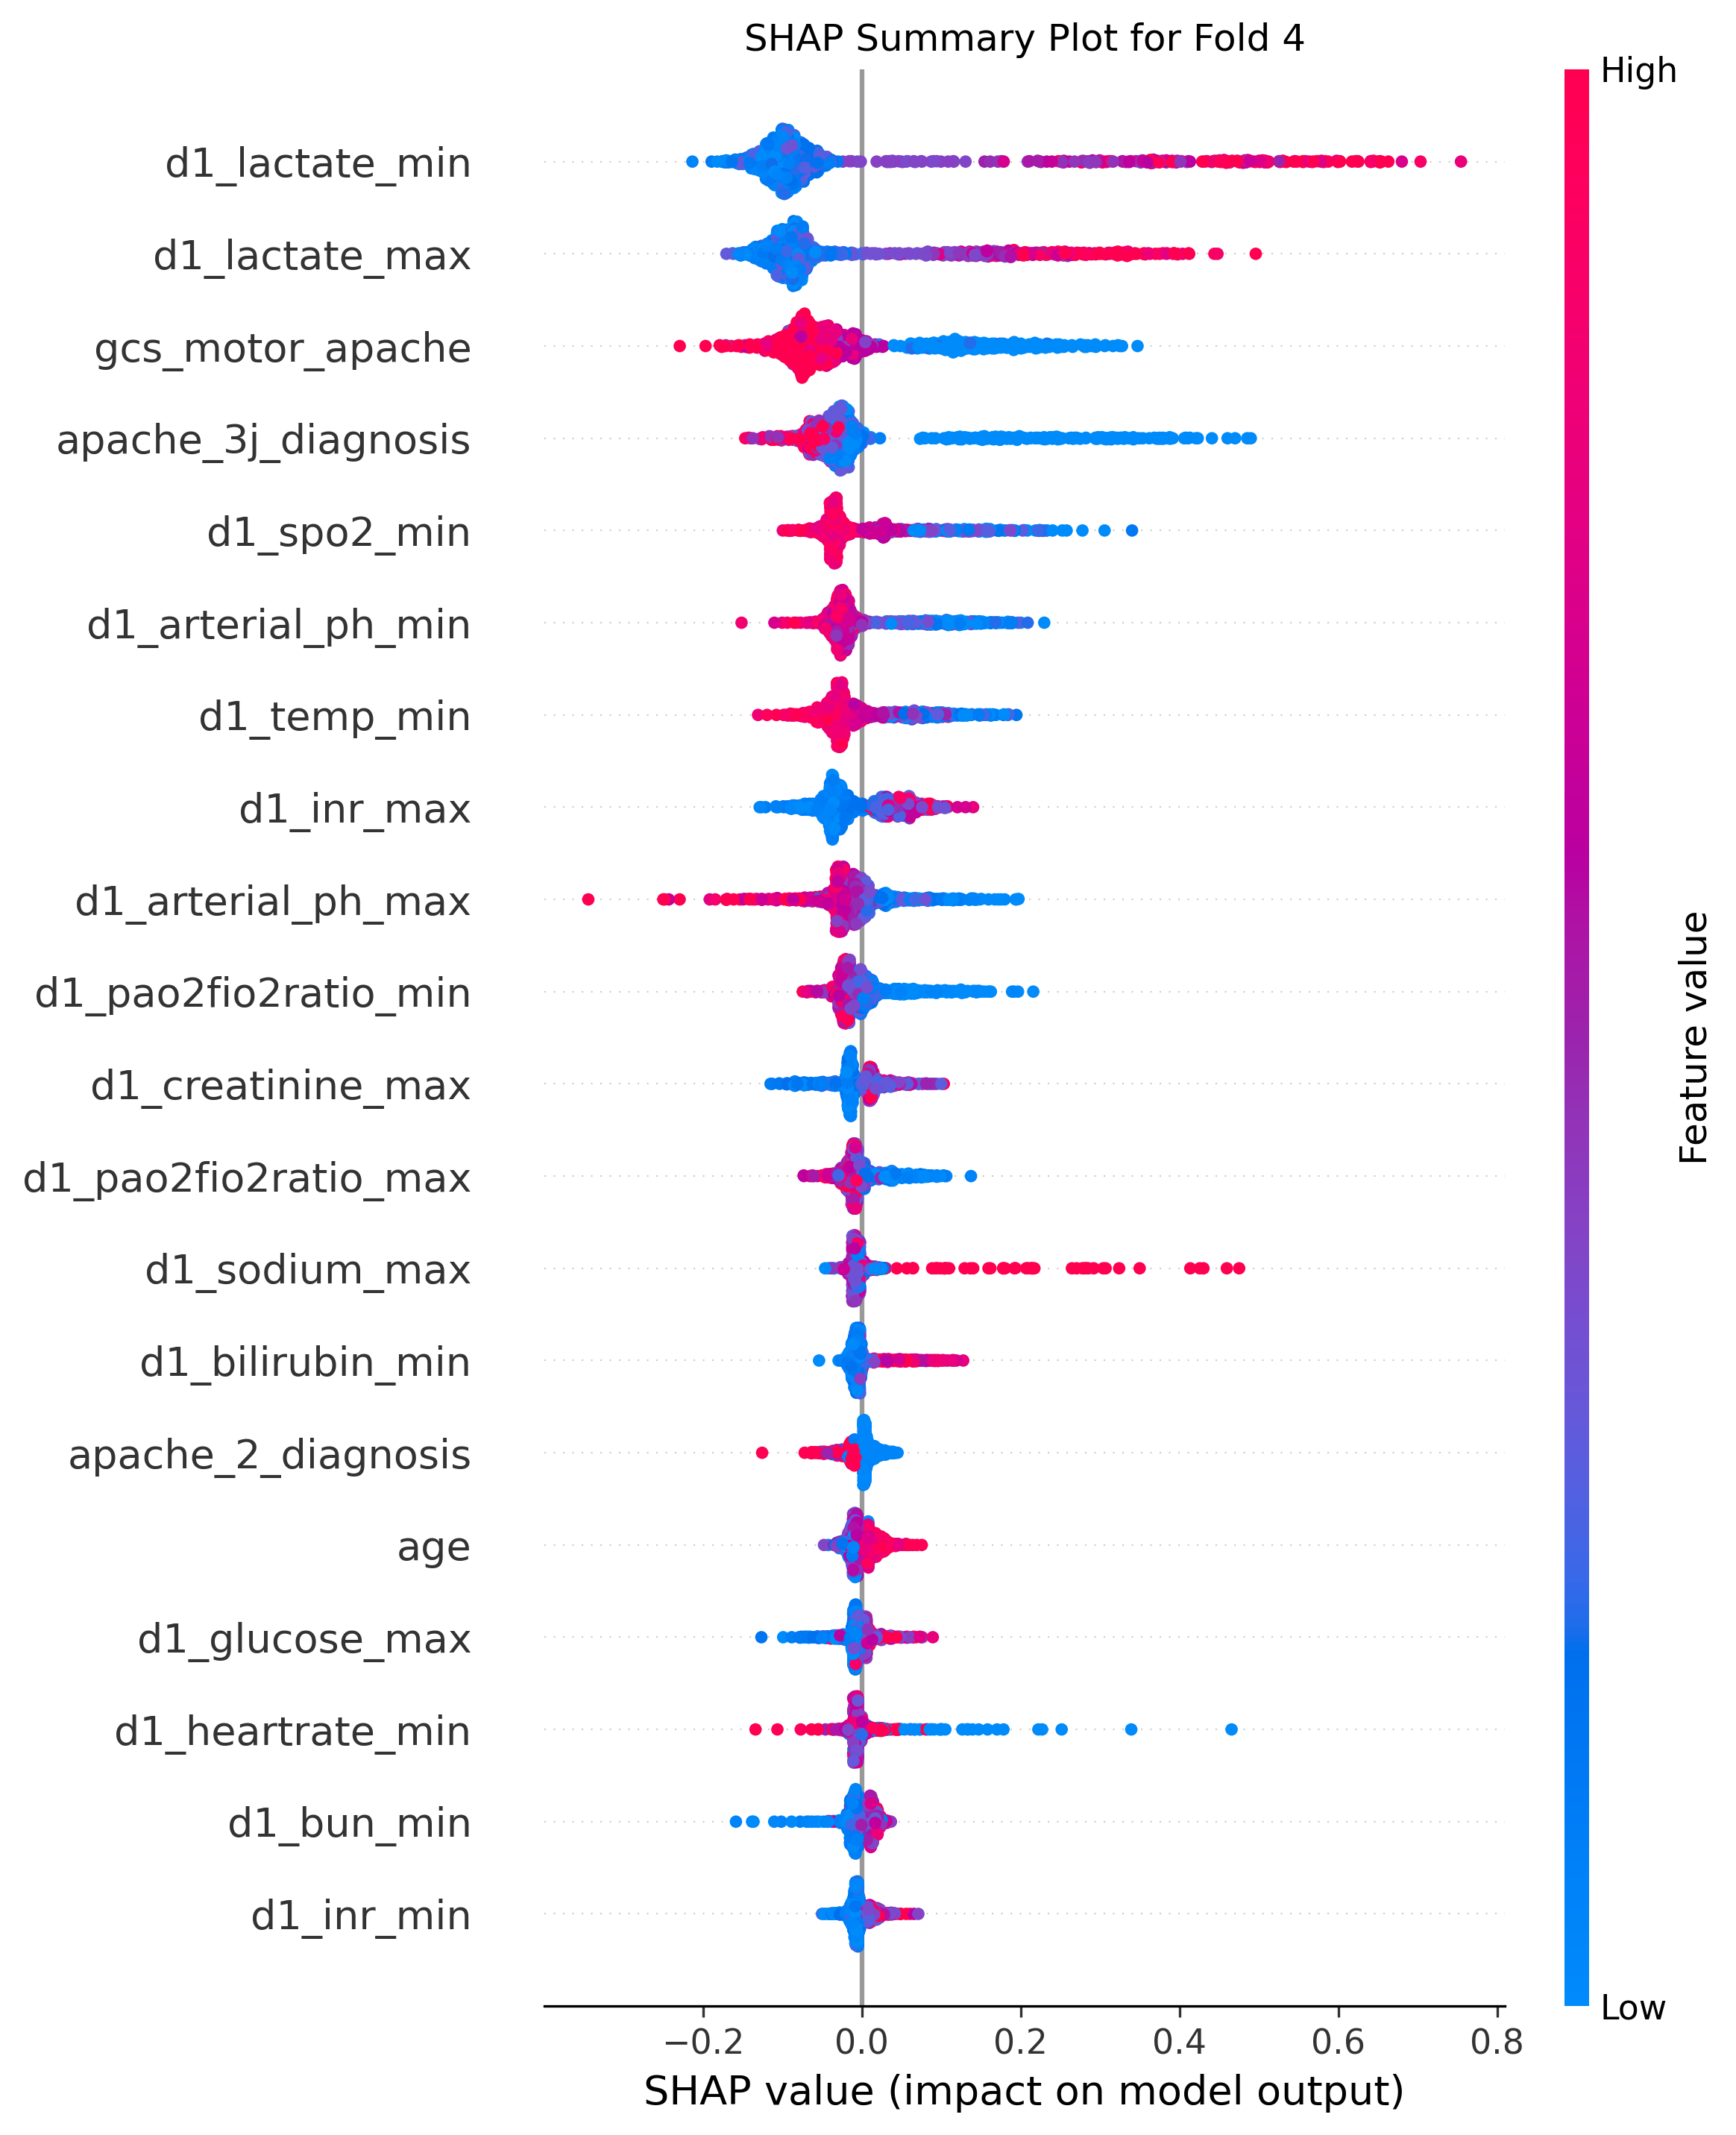 SHAP Summary Plot for Fold 4
High
d1_lactate_min
d1_lactate_max
gcs_motor_apache
apache_3j_diagnosis
d1_spo2_min
d1_arterial_ph_min
d1_temp_min
d1_inr_max
d1_arterial_ph_max
d1_pao2fio2ratio_min
d1_creatinine_max
d1_pao2fio2ratio_max
d1_sodium_max
d1_bilirubin_min
apache_2_diagnosis
age
d1_glucose_max
d1_heartrate_min
d1_bun_min
d1_inr_min
Feature value
Low
−0.2 0.0 0.2 0.4 0.6 0.8
SHAP value (impact on model output)